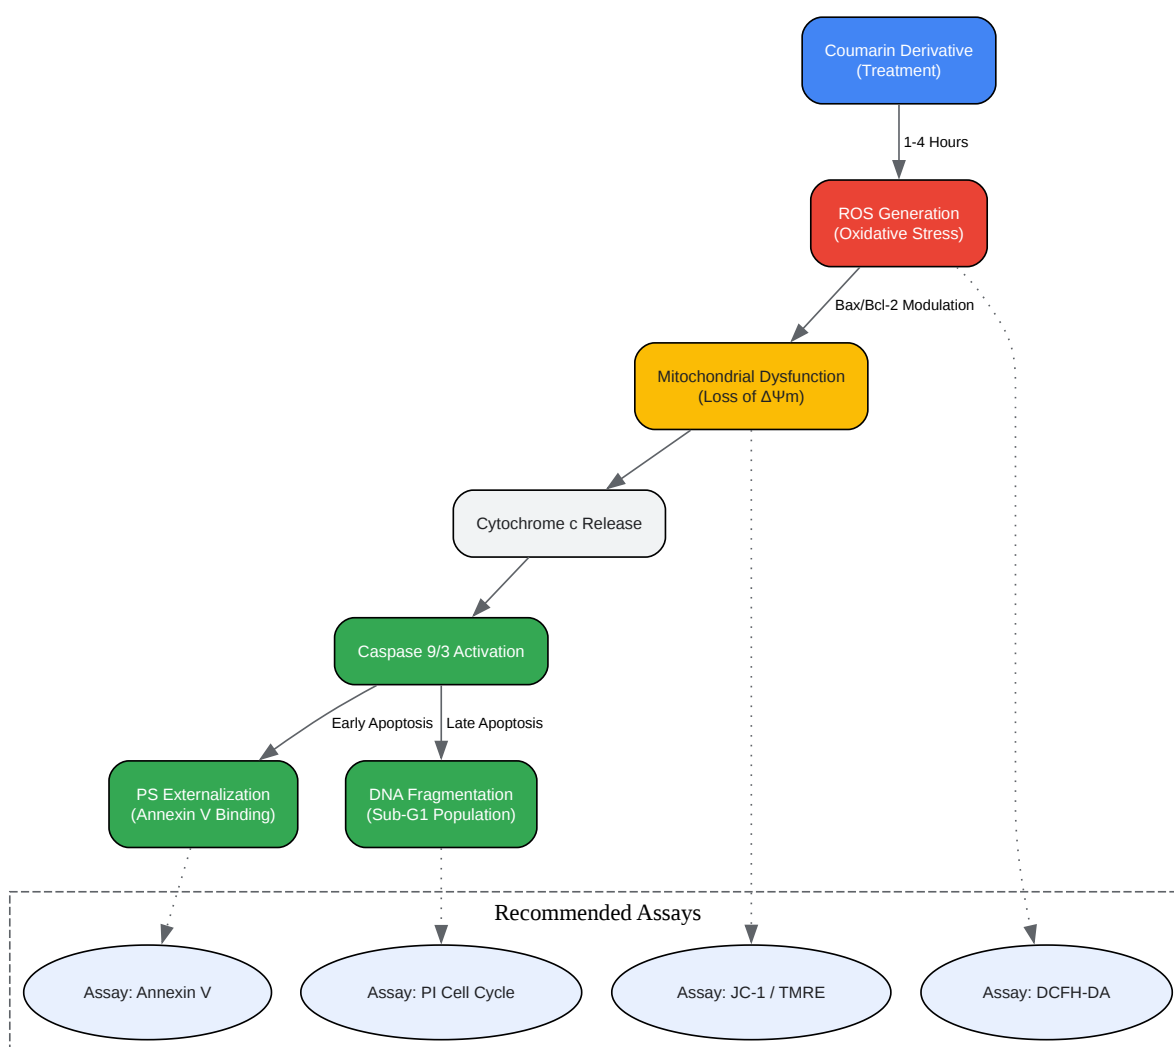 Coumarin Derivative
(Treatment)
1-4 Hours
ROS Generation
(Oxidative Stress)
Bax/Bcl-2 Modulation
Mitochondrial Dysfunction
(Loss of ΔΨm)
Cytochrome c Release
Caspase 9/3 Activation
Early Apoptosis
Late Apoptosis
PS Externalization
(Annexin V Binding)
DNA Fragmentation
(Sub-G1 Population)
Recommended Assays
Assay: Annexin V
Assay: PI Cell Cycle
Assay: JC-1 / TMRE
Assay: DCFH-DA